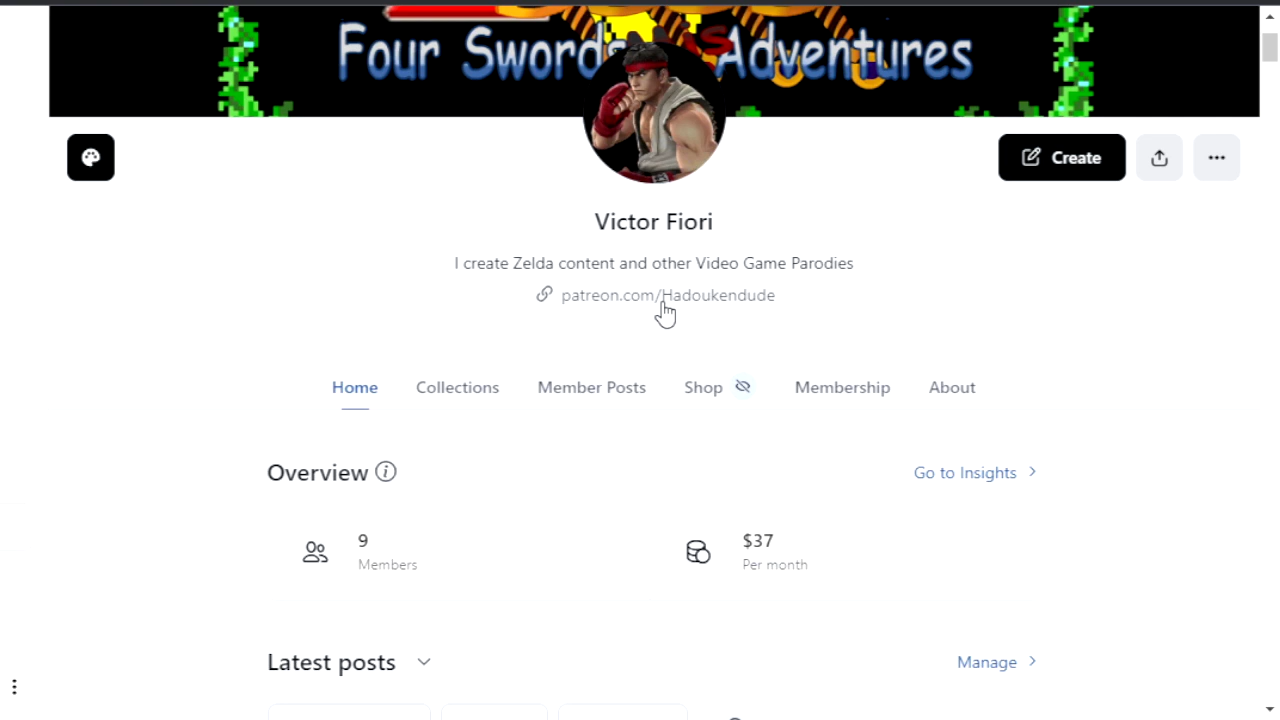 Four Swords Adventures
Create
Victor Fiori
I create Zelda content and other Video Game Parodies
patreon.com/Hadoukendude
Home Collections Member Posts Shop Membership About
Overview
Go to Insights
9
Members
$37
Per month
Latest posts
Manage